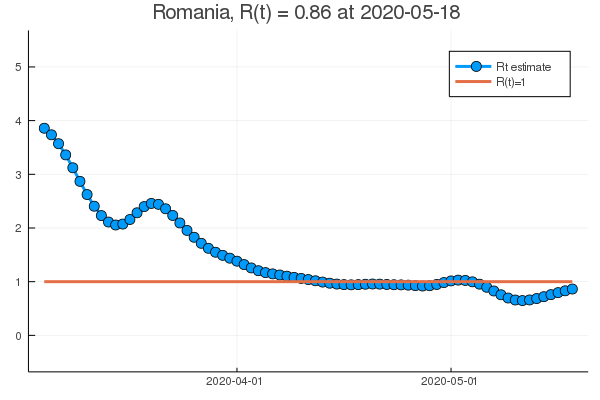 Romania, R(t) = 0.86 at 2020-05-18
5
Rt estimate
R(t)=1
4
3
2
1
0
2020-04-01
2020-05-01